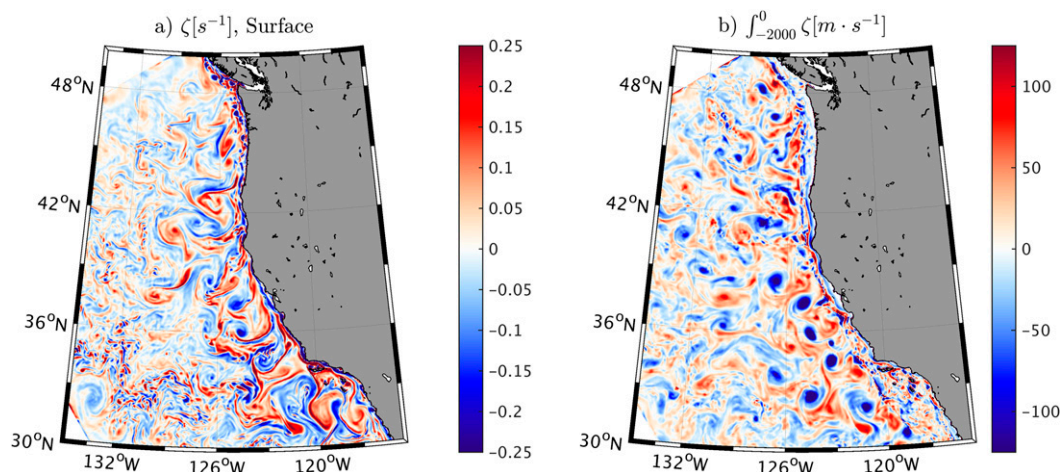 a) ζ[s⁻¹], Surface
0.25
0.2
0.15
0.1
0.05
0
−0.05
−0.1
−0.15
−0.2
−0.25
48°N
42°N
36°N
30°N
132°W 126°W 120°W
b) ∫⁰₋₂₀₀₀ ζ[m · s⁻¹]
100
50
0
−50
−100
48°N
42°N
36°N
30°N
132°W 126°W 120°W